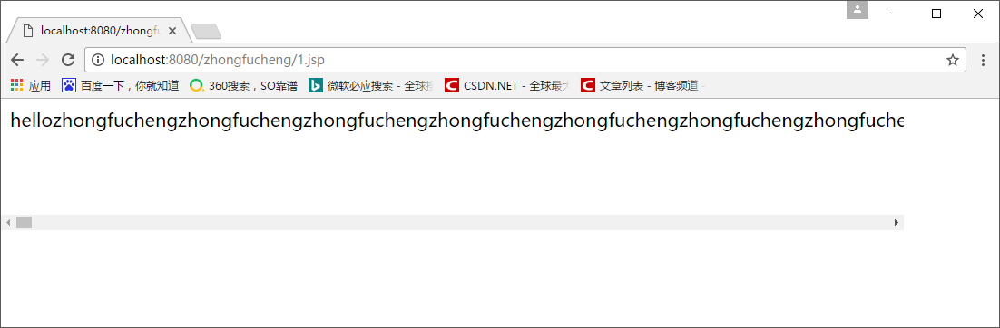 localhost:8080/zhongfu
localhost:8080/zhongfucheng/1.jsp
应用 百度一下，你就知道 360搜索，SO靠谱 微软必应搜索 - 全球搜 CSDN.NET - 全球最大 文章列表 - 博客频道 -
hellozhongfuchengzhongfuchengzhongfuchengzhongfuchengzhongfuchengzhongfuchengzhongfuche